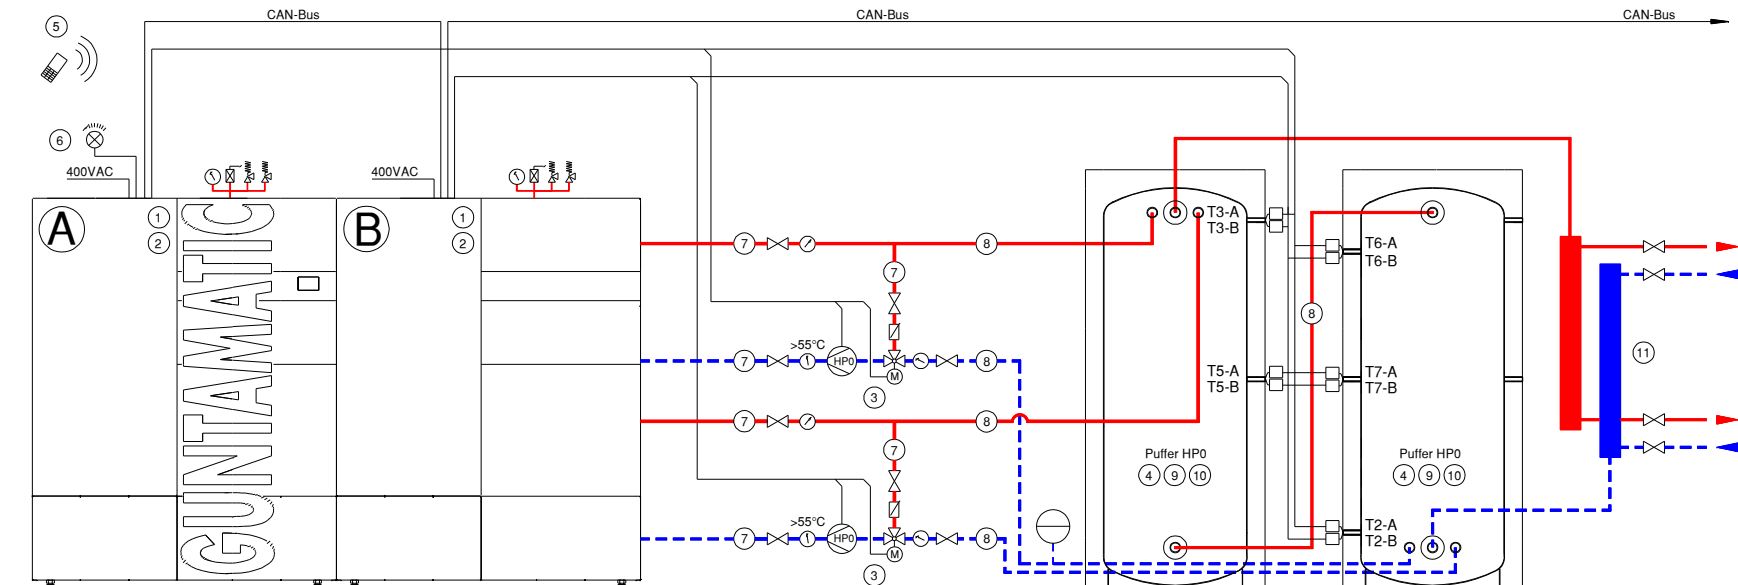 CAN-Bus
CAN-Bus
CAN-Bus
5
6
400VAC
400VAC
A
1
2
GUNTAMATIC
B
1
2
7
8
7
>55°C
7
HP0
M
8
3
7
8
7
>55°C
7
HP0
M
8
3
T3-A
T3-B
T5-A
T5-B
Puffer HP0
4 9 10
8
T6-A
T6-B
T7-A
T7-B
Puffer HP0
4 9 10
T2-A
T2-B
11